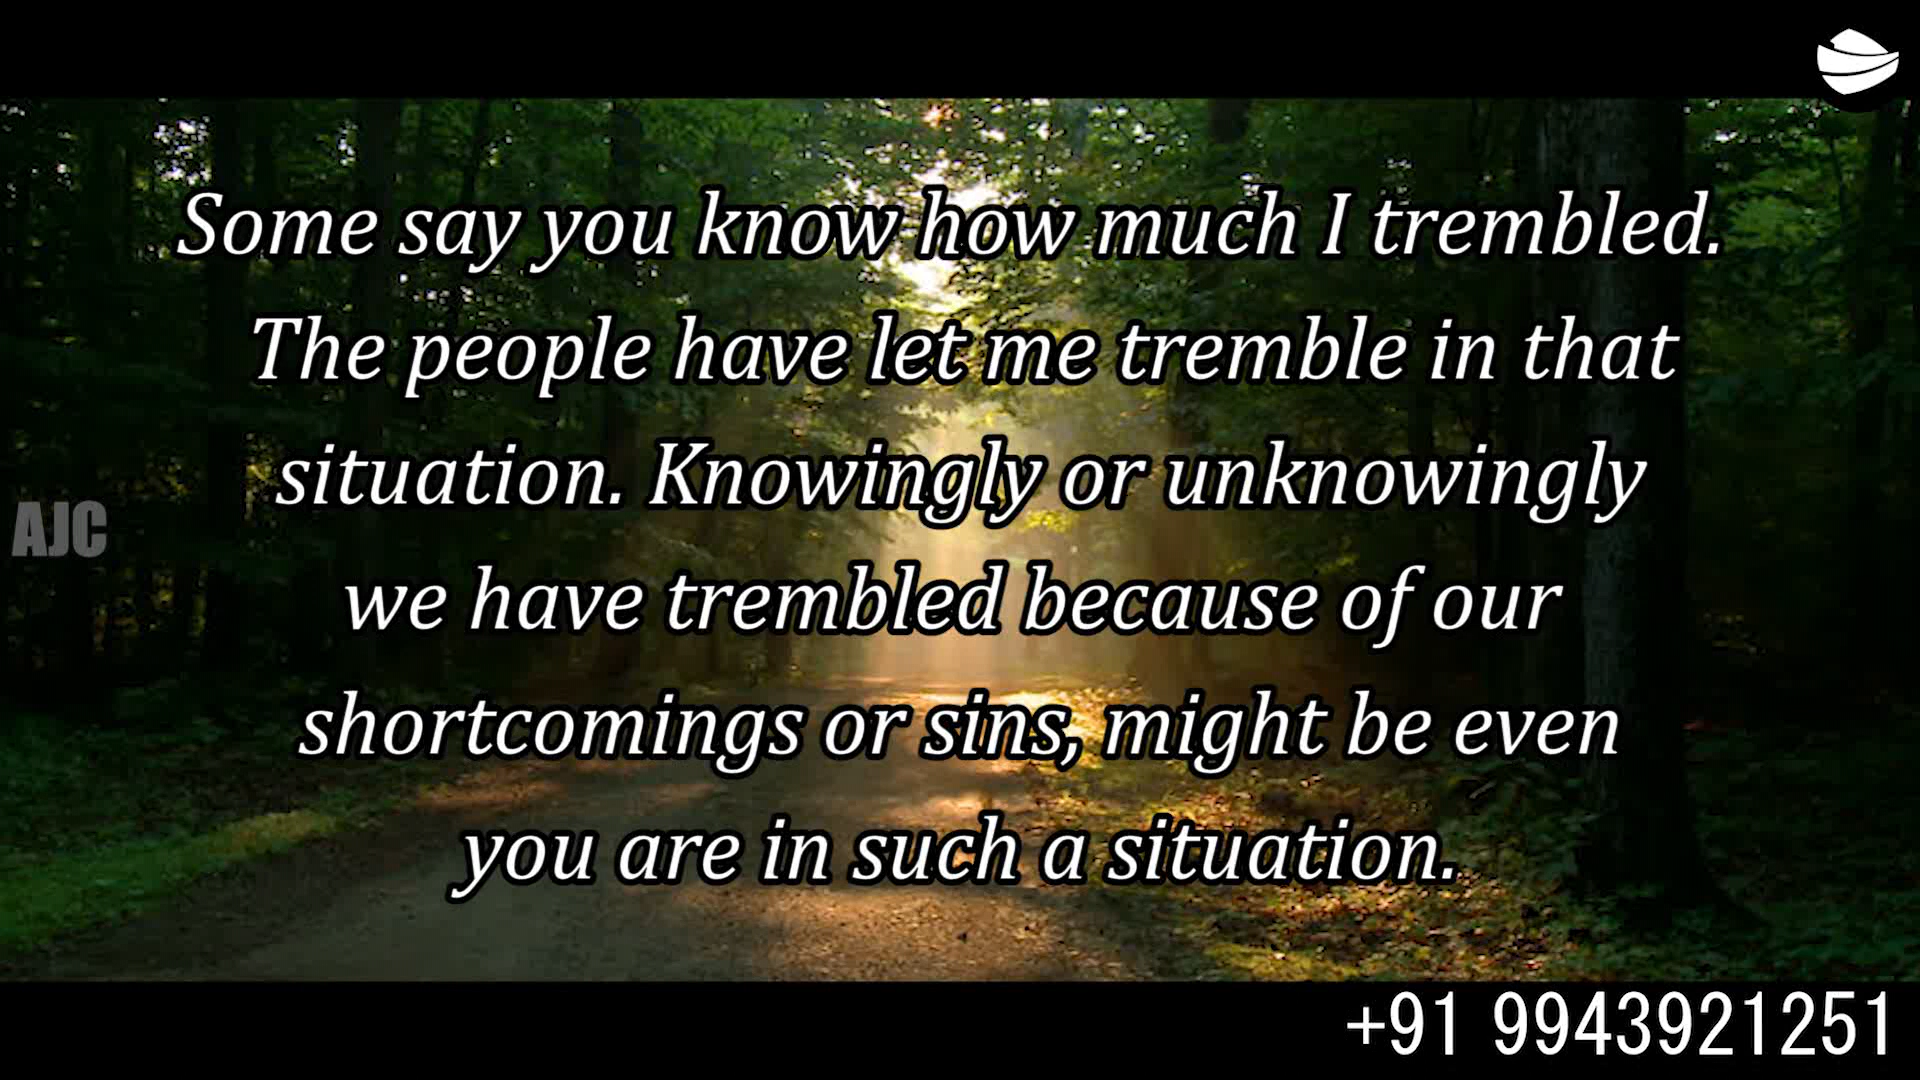 Some say you know how much I trembled.
The people have let me tremble in that
situation. Knowingly or unknowingly
we have trembled because of our
shortcomings or sins, might be even
you are in such a situation.
AJC
+91 9943921251